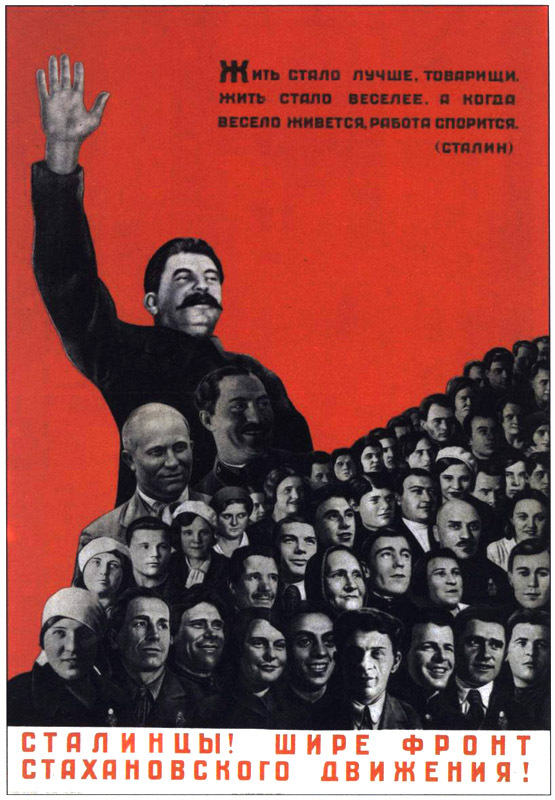 Жить стало лучше, товарищи.
жить стало веселее. а когда
весело живется, работа спорится.
(Сталин)
СТАЛИНЦЫ! ШИРЕ ФРОНТ
СТАХАНОВСКОГО ДВИЖЕНИЯ!